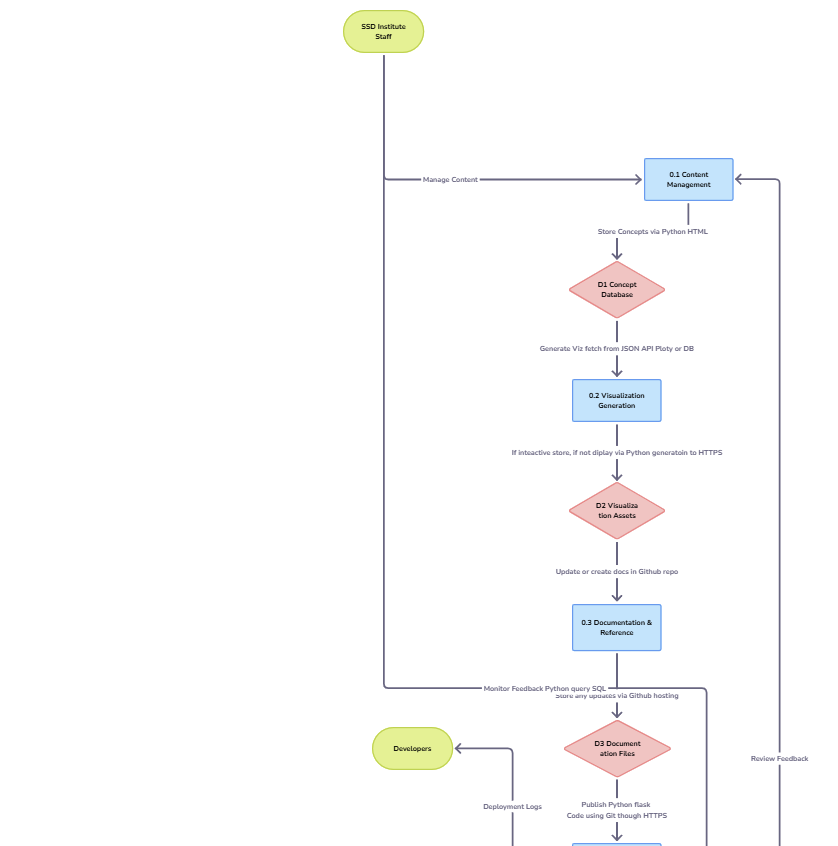 SSD Institute
Staff
Manage Content
0.1 Content
Management
Store Concepts via Python HTML
D1 Concept
Database
Generate Viz fetch from JSON API Ploty or DB
0.2 Visualization
Generation
If inteactive store, if not diplay via Python generatoin to HTTPS
D2 Visualiza
tion Assets
Update or create docs in Github repo
0.3 Documentation &
Reference
Monitor Feedback Python query SQL
Store any updates via Github hosting
Developers
D3 Document
ation Files
Review Feedback
Deployment Logs
Publish Python flask
Code using Git though HTTPS